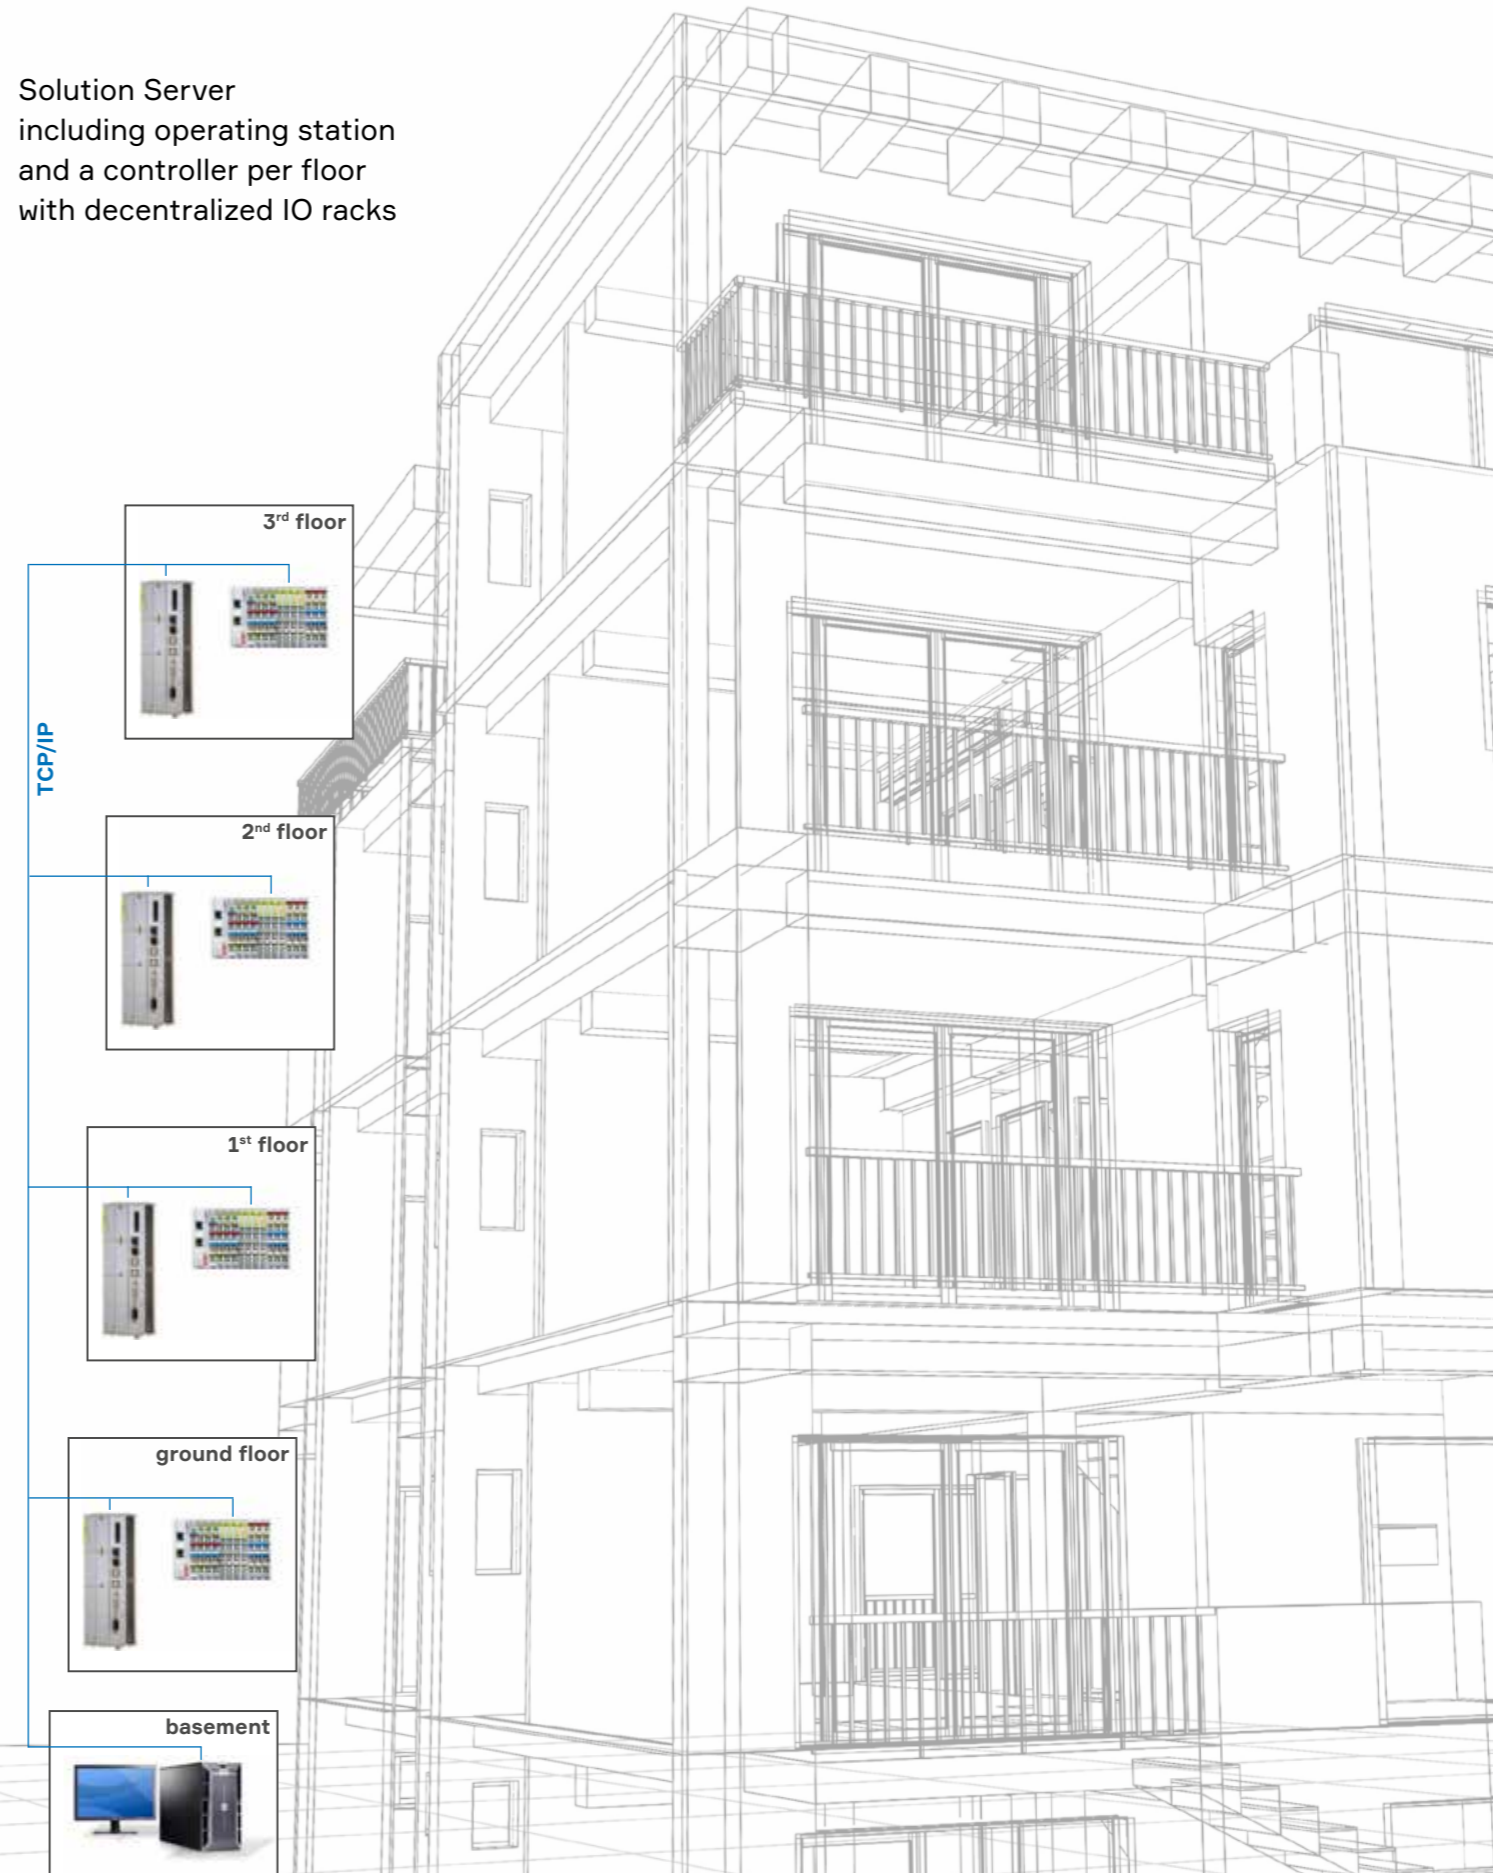 Solution Server
including operating station
and a controller per floor
with decentralized IO racks
3rd floor
TCP/IP
2nd floor
1st floor
ground floor
basement